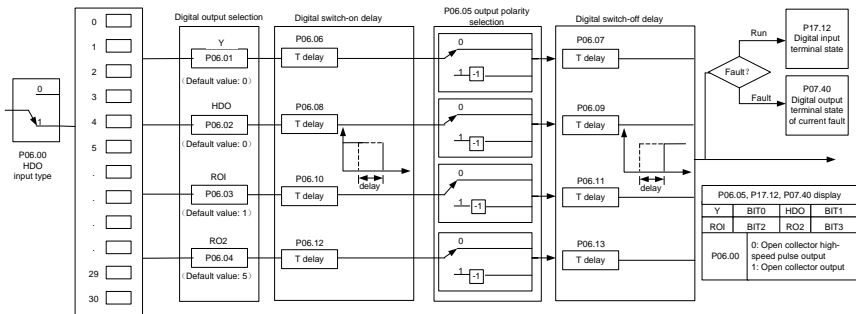 0
1
P06.00
HDO
input type
0
1
2
3
4
5
.
.
.
.
29
30
Digital output selection
Y
P06.01
(Default value: 0)
HDO
P06.02
(Default value: 0)
ROI
P06.03
(Default value: 1)
RO2
P06.04
(Default value: 5)
Digital switch-on delay
P06.06
T delay
P06.08
T delay
delay
P06.10
T delay
P06.12
T delay
P06.05 output polarity
selection
0
1 -1
0
1 -1
0
1 -1
0
1 -1
Digital switch-off delay
P06.07
T delay
P06.09
T delay
delay
P06.11
T delay
P06.13
T delay
Run
Fault?
Fault
P17.12
Digital input
terminal state
P07.40
Digital output
terminal state
of current fault
P06.05, P17.12, P07.40 display
Y BIT0 HDO BIT1
ROI BIT2 RO2 BIT3
P06.00
0: Open collector high-
speed pulse output
1: Open collector output